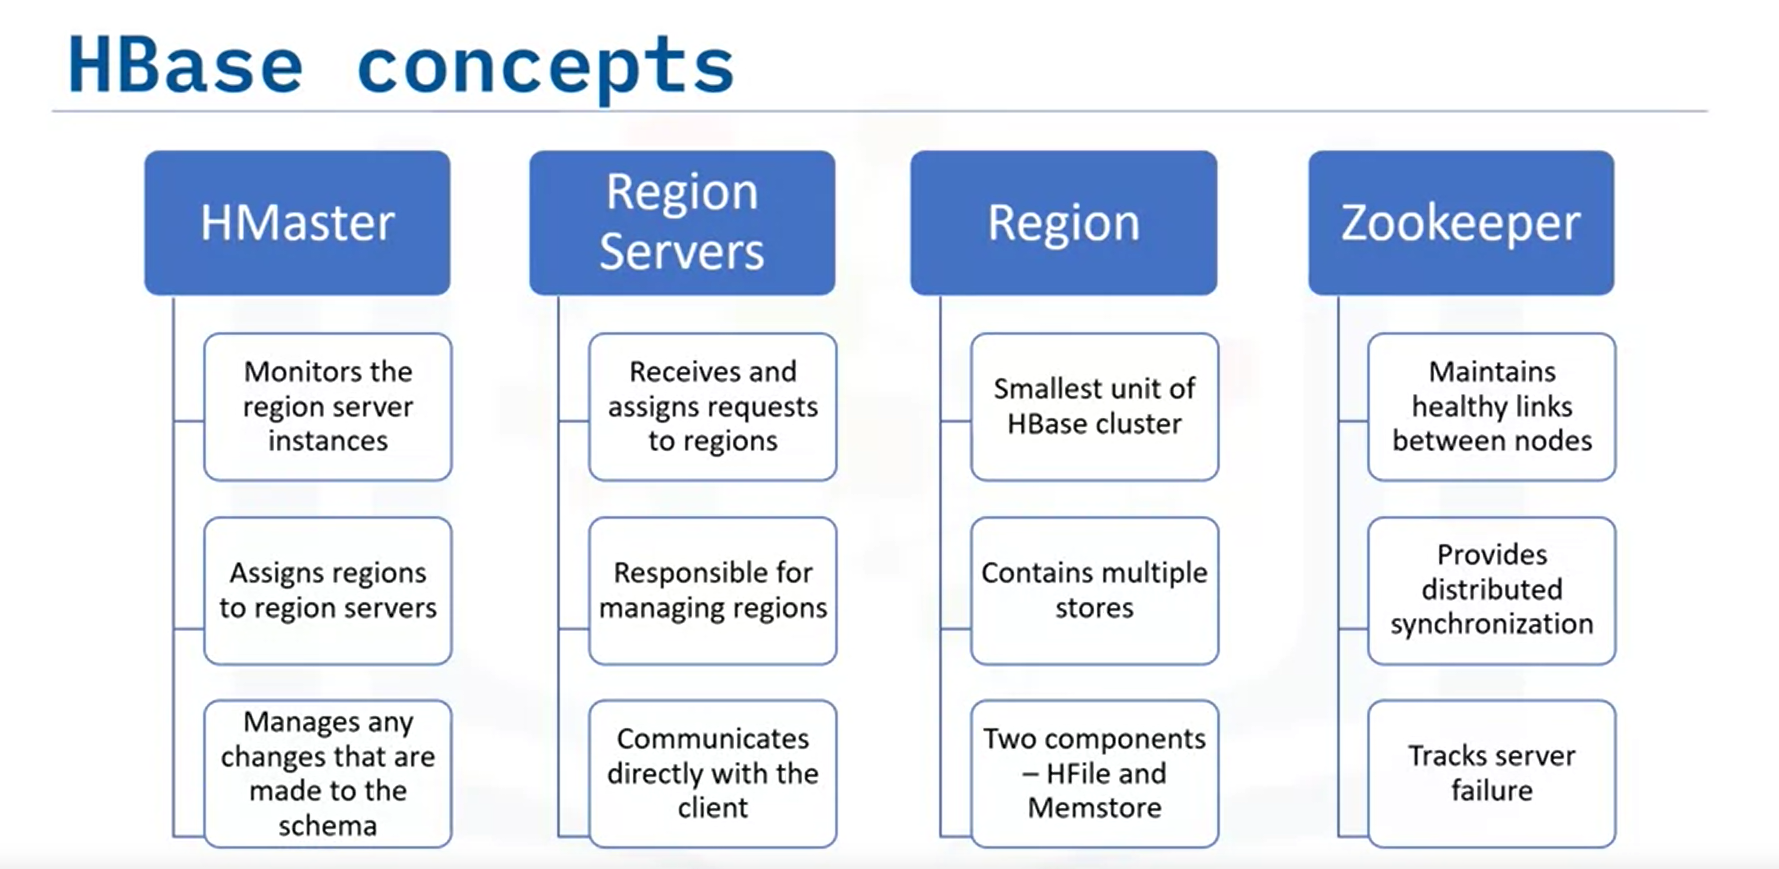 HBase concepts
HMaster
Monitors the
region server
instances
Assigns regions
to region servers
Manages any
changes that are
made to the
schema
Region
Servers
Receives and
assigns requests
to regions
Responsible for
managing regions
Communicates
directly with the
client
Region
Smallest unit of
HBase cluster
Contains multiple
stores
Two components
– HFile and
Memstore
Zookeeper
Maintains
healthy links
between nodes
Provides
distributed
synchronization
Tracks server
failure